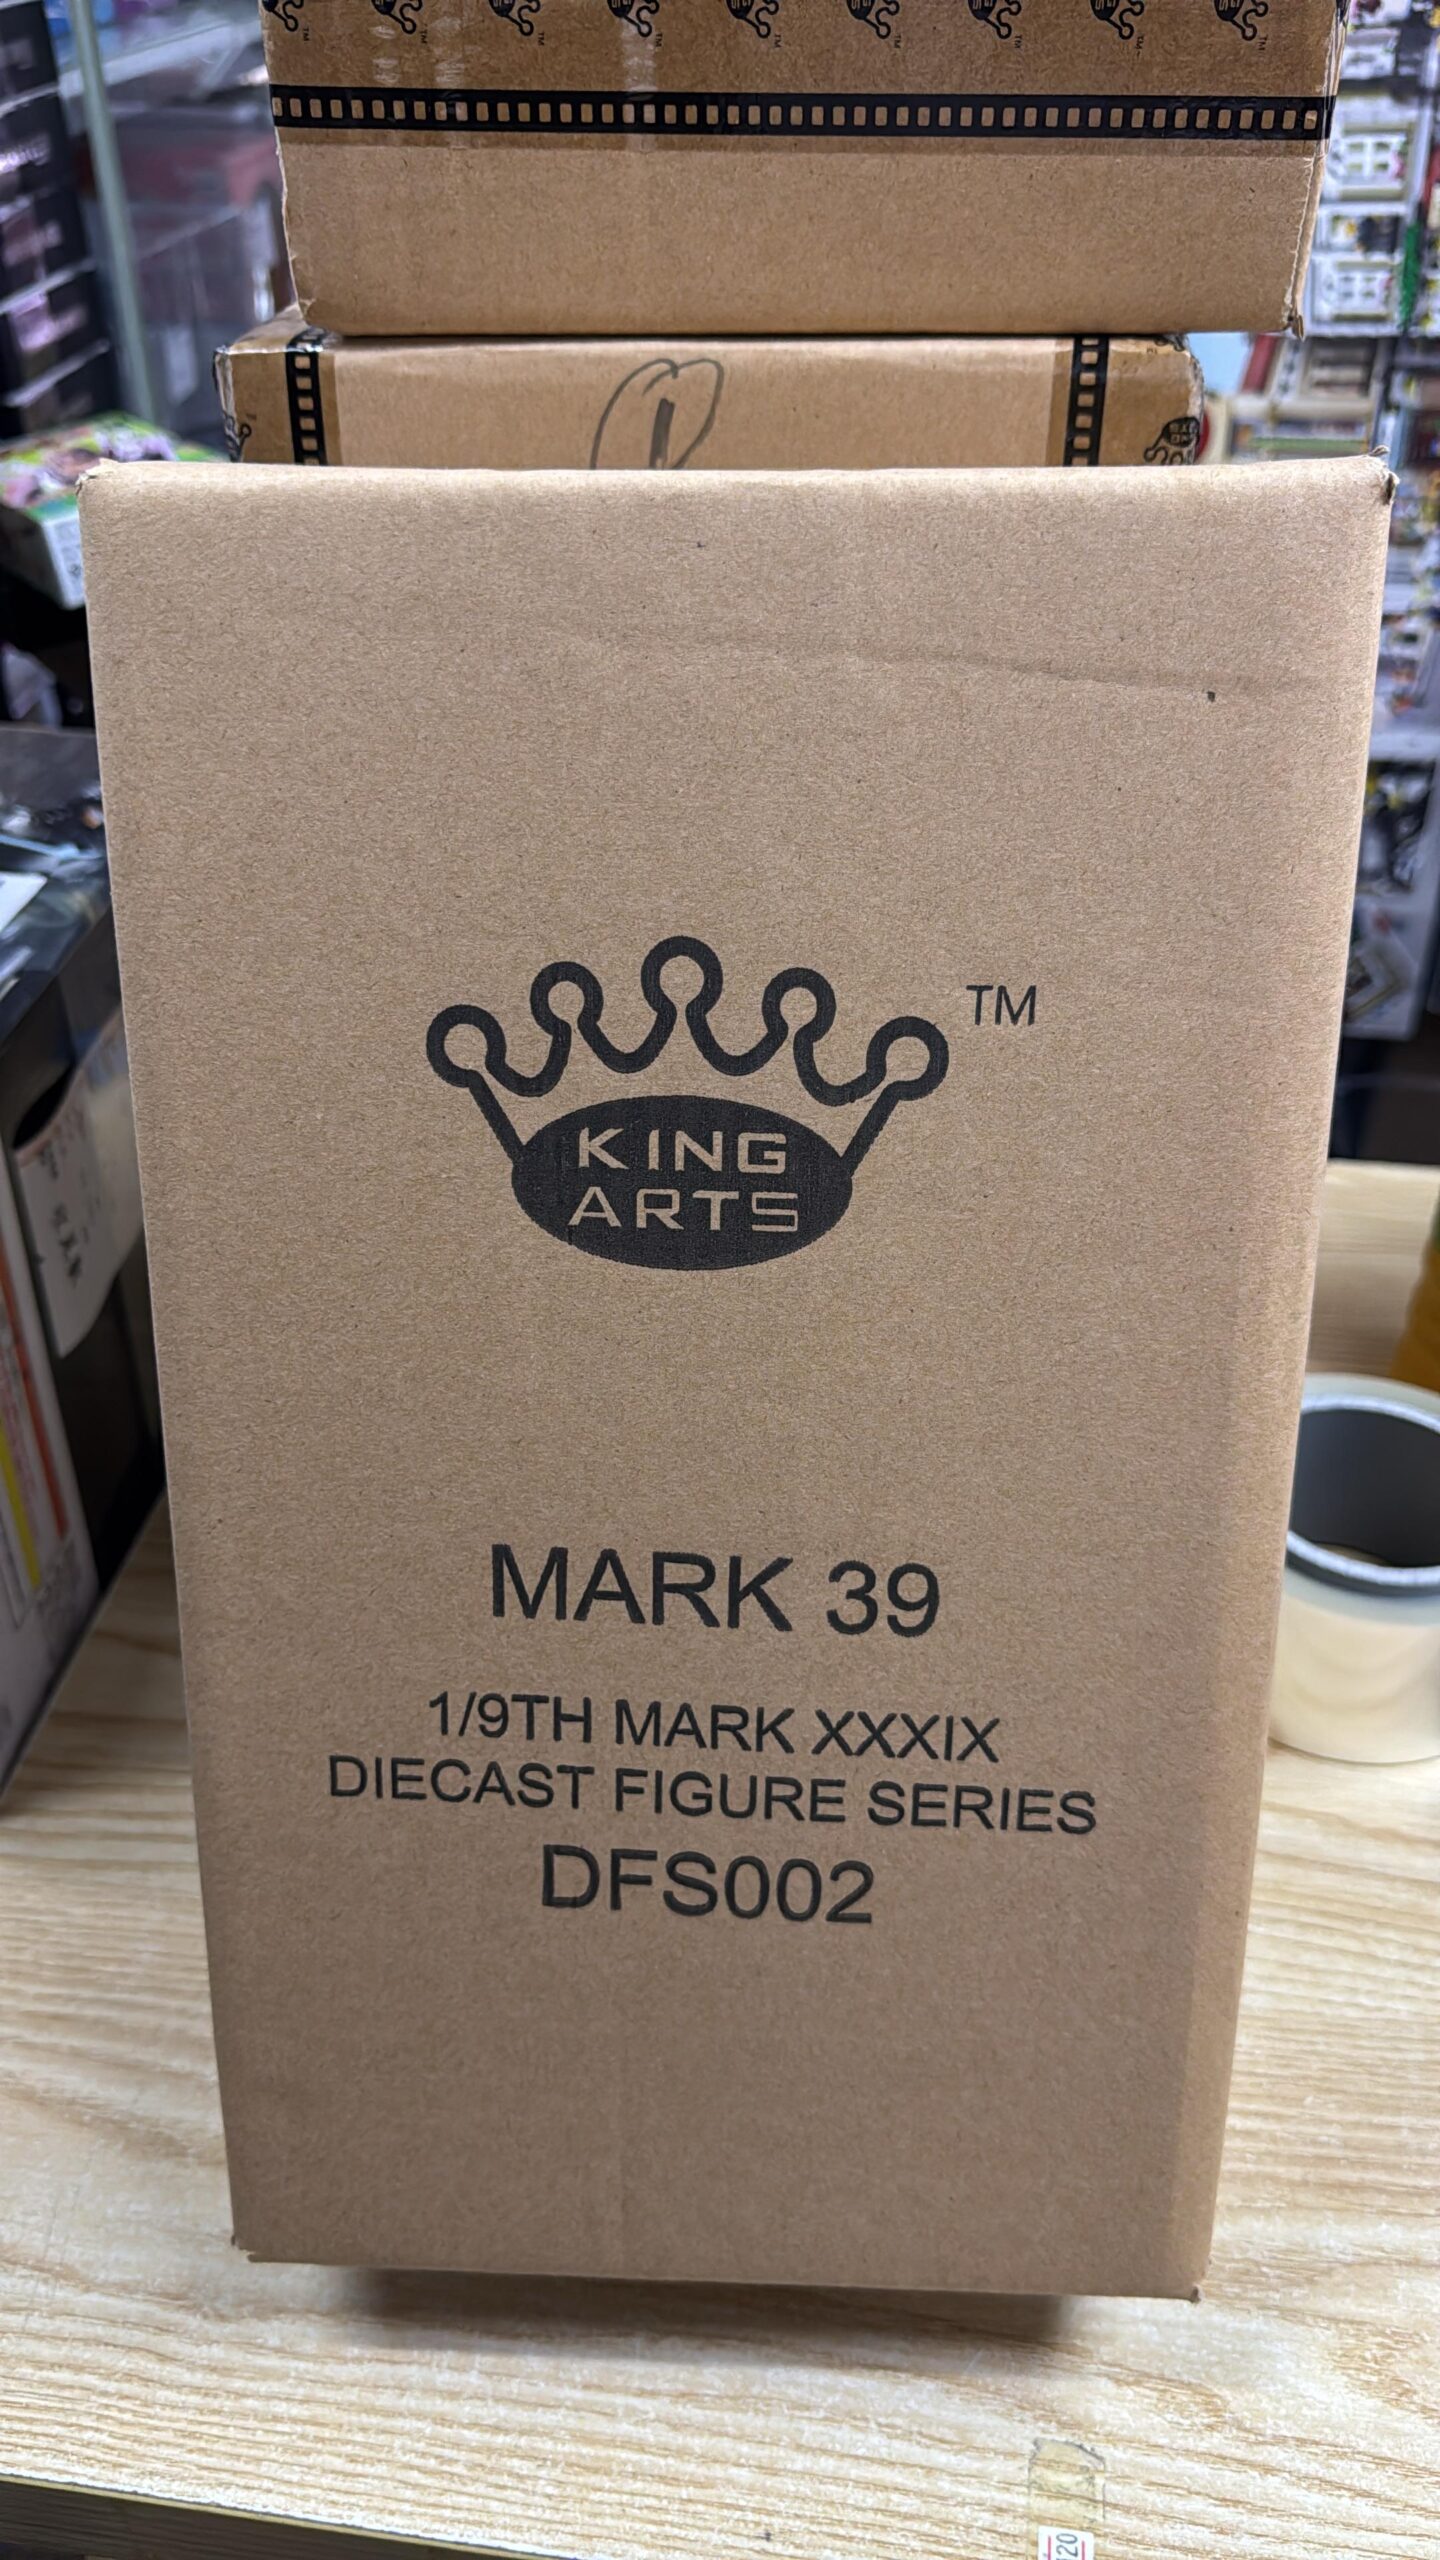 TM
KING
ARTS
MARK 39
1/9TH MARK XXXIX
DIECAST FIGURE SERIES
DFS002